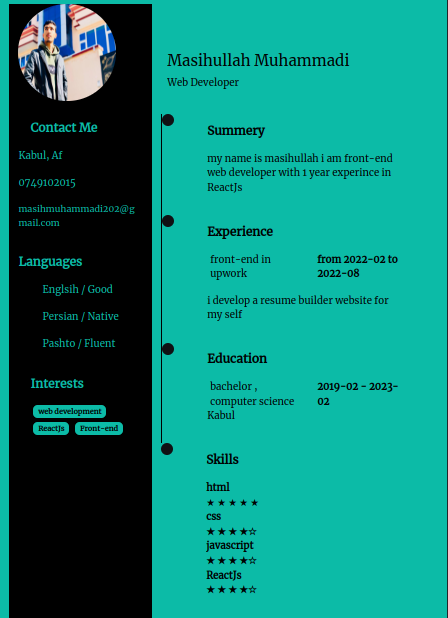 Masihullah Muhammadi
Web Developer
Contact Me
Kabul, Af
0749102015
masihmuhammadi202@g
mail.com
Languages
Englsih / Good
Persian / Native
Pashto / Fluent
Interests
web development
ReactJs Front-end
Summery
my name is masihullah i am front-end
web developer with 1 year experince in
ReactJs
Experience
front-end in from 2022-02 to
upwork 2022-08
i develop a resume builder website for
my self
Education
bachelor , 2019-02 - 2023-
computer science 02
Kabul
Skills
html
★ ★ ★ ★ ★
css
★ ★ ★ ★ ☆
javascript
★ ★ ★ ★ ☆
ReactJs
★ ★ ★ ★ ☆